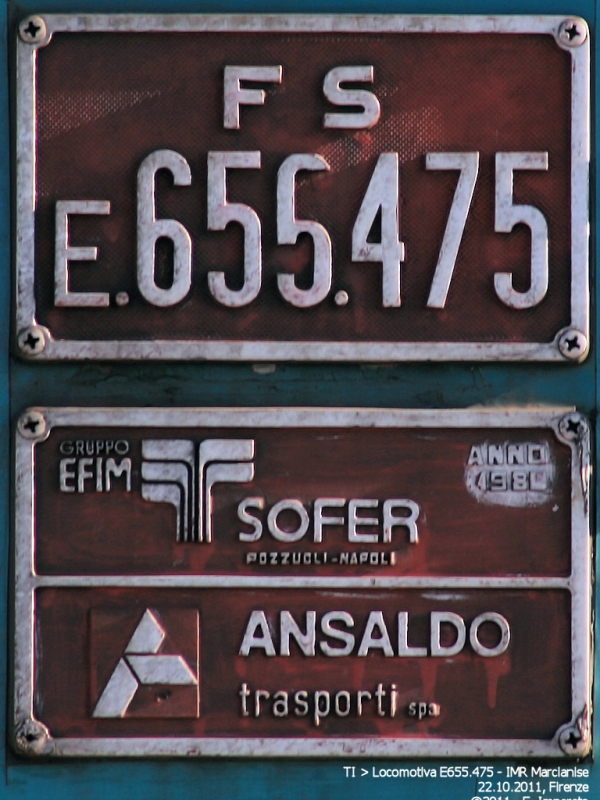 F S
E.655.475
GRUPPO
EFIM
ANNO
SOFER
POZZUOLI-NAPOLI
ANSALDO
trasporti spa
TI > Locomotiva E655.475 - IMR Marcianise
22.10.2011, Firenze